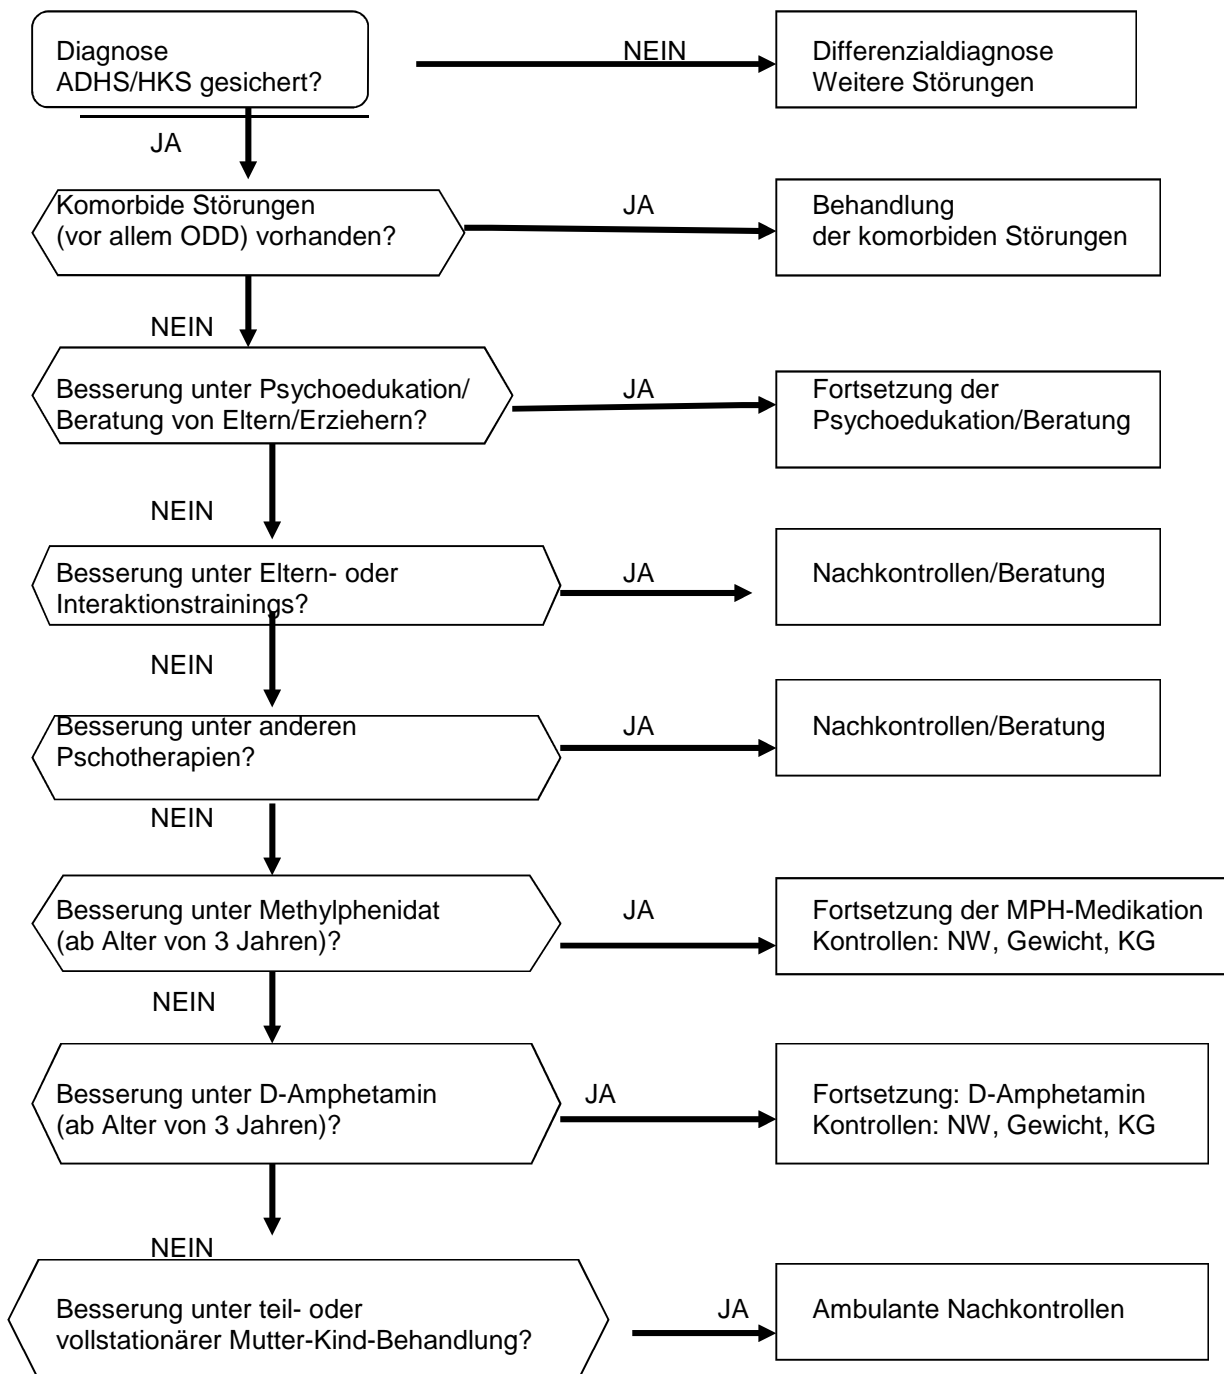 Diagnose
ADHS/HKS gesichert?
NEIN
Differenzialdiagnose
Weitere Störungen
JA
Komorbide Störungen
(vor allem ODD) vorhanden?
JA
Behandlung
der komorbiden Störungen
NEIN
Besserung unter Psychoedukation/
Beratung von Eltern/Erziehern?
JA
Fortsetzung der
Psychoedukation/Beratung
NEIN
Besserung unter Eltern- oder
Interaktionstrainings?
JA
Nachkontrollen/Beratung
NEIN
Besserung unter anderen
Pschotherapien?
JA
Nachkontrollen/Beratung
NEIN
Besserung unter Methylphenidat
(ab Alter von 3 Jahren)?
JA
Fortsetzung der MPH-Medikation
Kontrollen: NW, Gewicht, KG
NEIN
Besserung unter D-Amphetamin
(ab Alter von 3 Jahren)?
JA
Fortsetzung: D-Amphetamin
Kontrollen: NW, Gewicht, KG
NEIN
Besserung unter teil- oder
vollstationärer Mutter-Kind-Behandlung?
JA
Ambulante Nachkontrollen